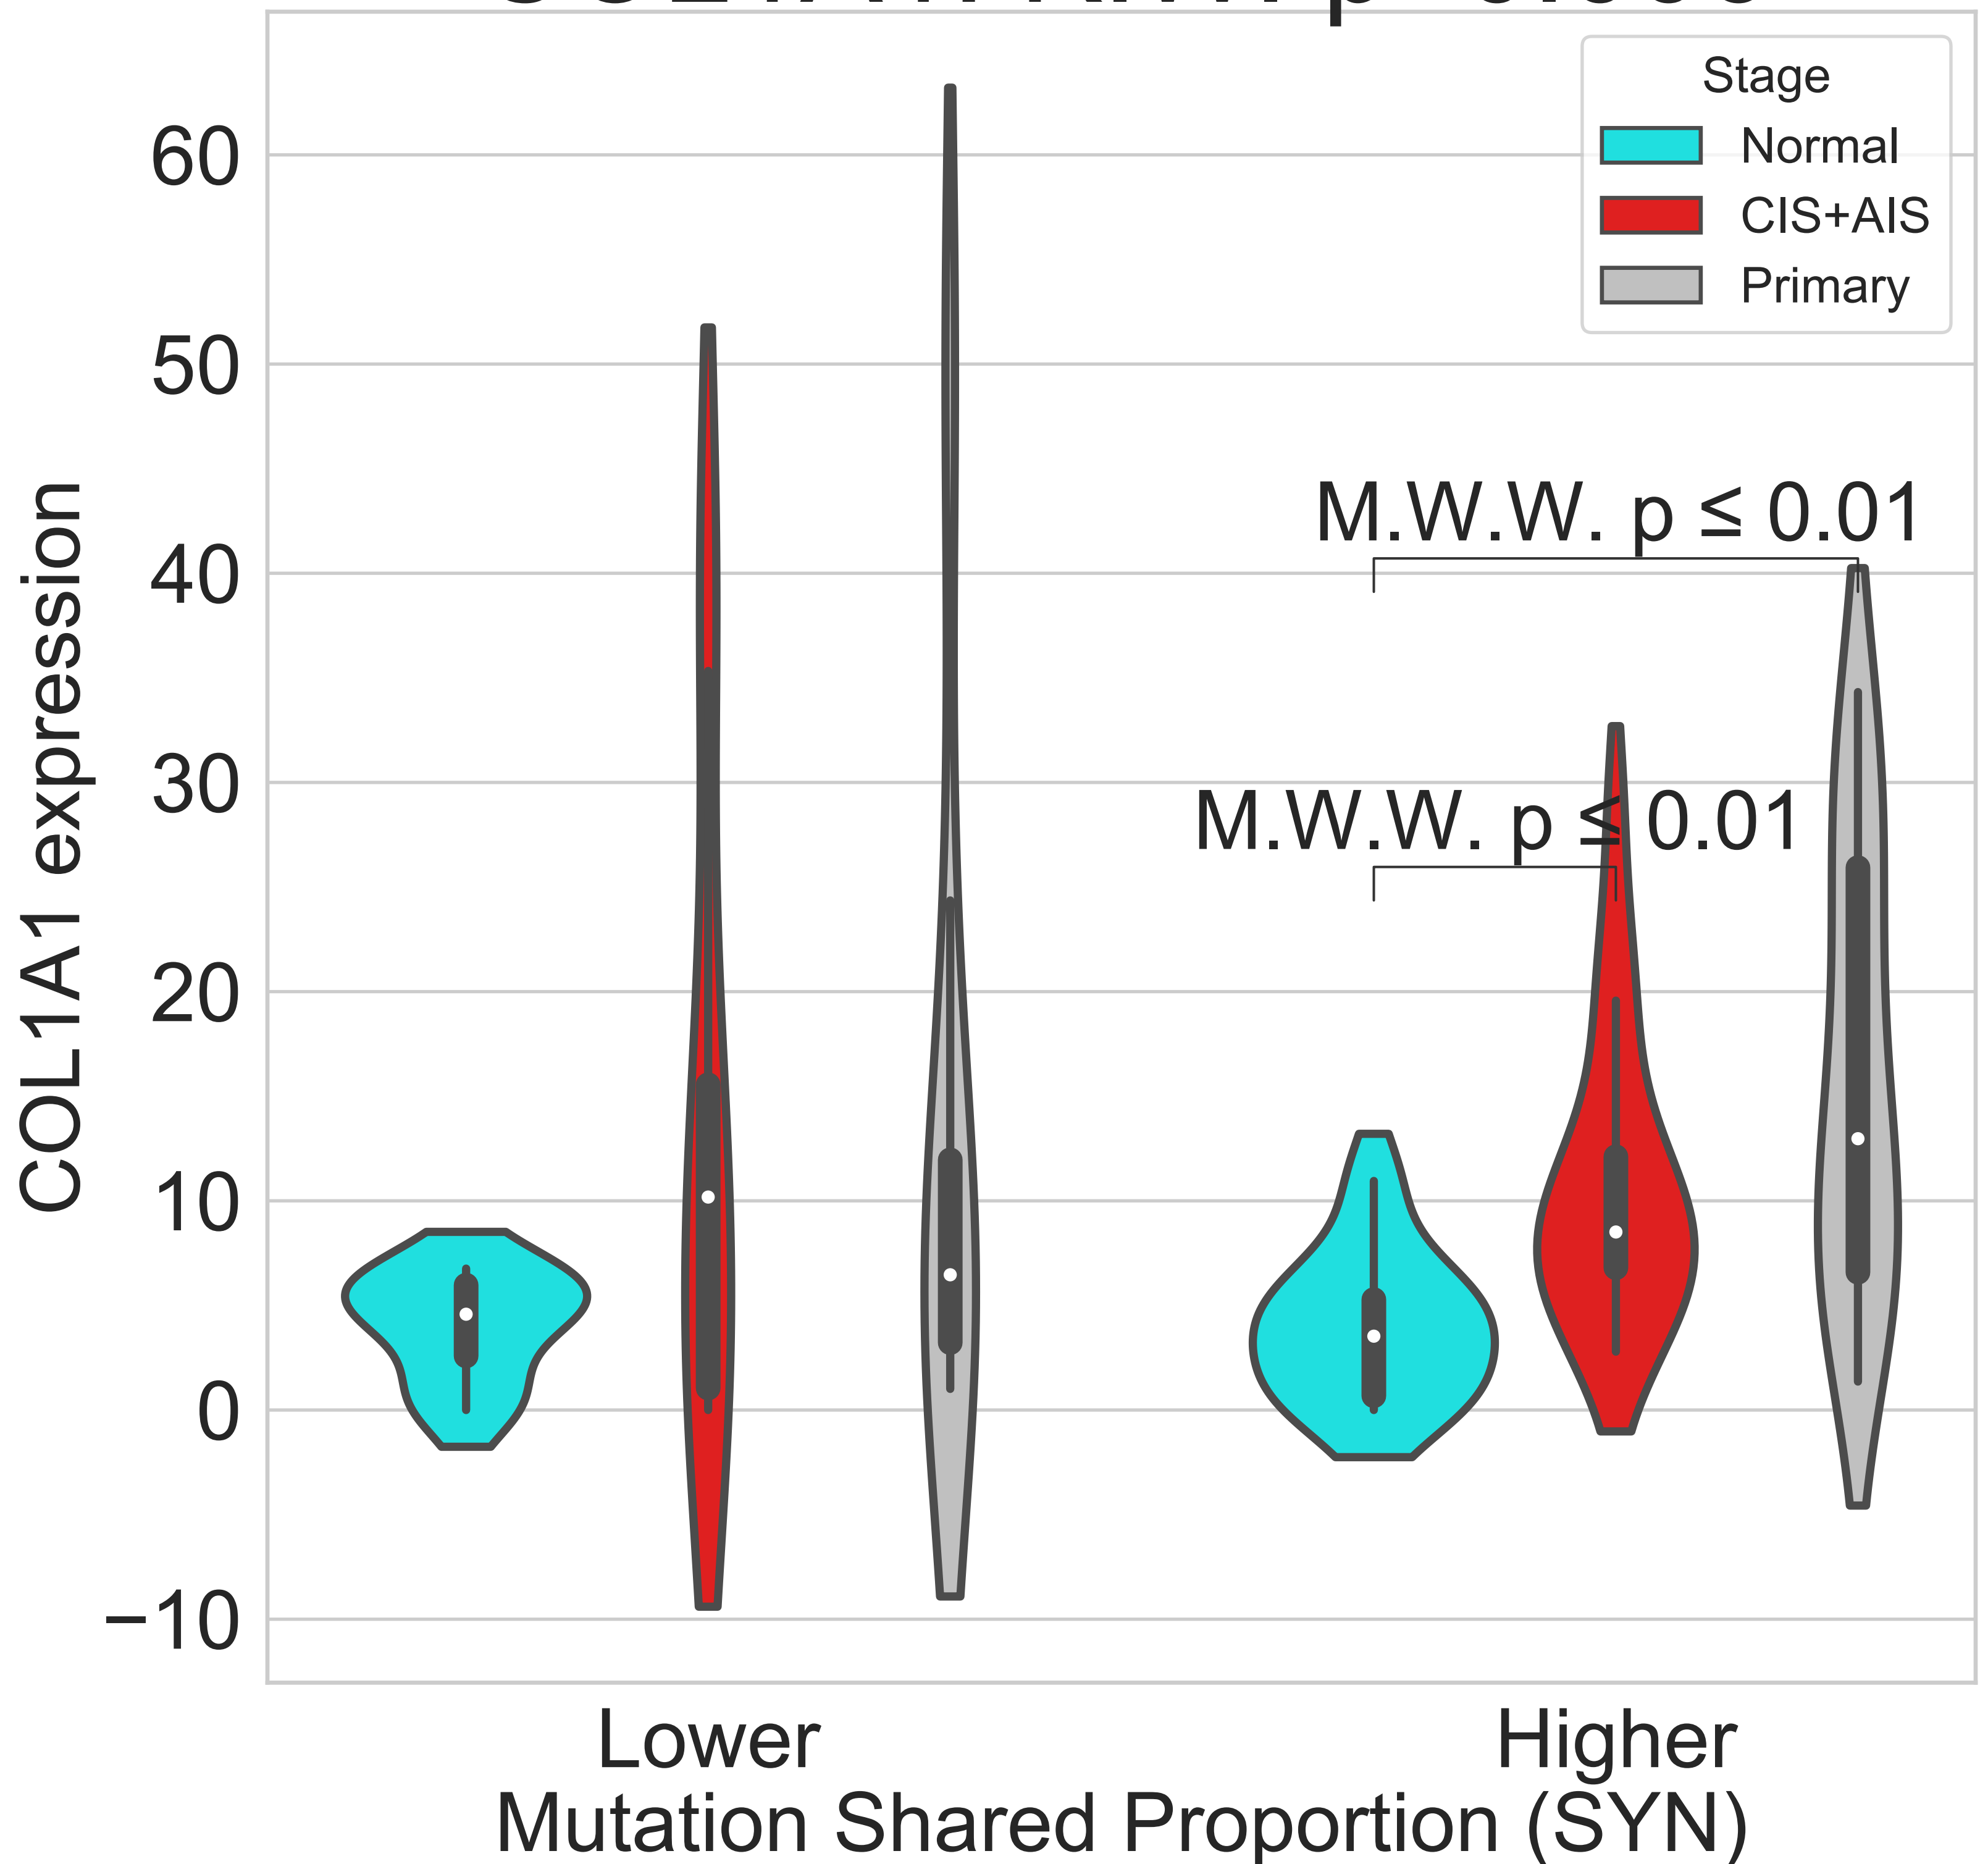 Stage
Normal
CIS+AIS
Primary
60
50
40
30
20
10
0
−10
COL1A1 expression
M.W.W. p ≤ 0.01
M.W.W. p ≤ 0.01
Lower
Higher
Mutation Shared Proportion (SYN)